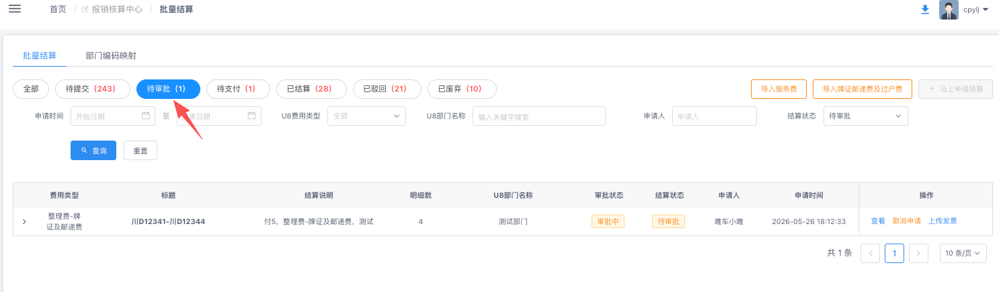 首页 / 报销核算中心 / 批量结算
cpylj
批量结算 部门编码映射
全部 待提交 (243) 待审批 (1) 待支付 (1) 已结算 (28) 已驳回 (21) 已废弃 (10) 导入服务费 导入牌证邮递费及过户费 + 马上申请结算
申请时间 开始日期 至 束日期 U8费用类型 全部 U8部门名称 输入关键字搜索 申请人 申请人 结算状态 待审批
查询 重置
费用类型 标题 结算说明 明细数 U8部门名称 审批状态 结算状态 申请人 申请时间 操作
整理费-牌
证及邮递费 川D12341-川D12344 付5，整理费-牌证及邮递费，测试 4 测试部门 审批中 待审批 唯车小唯 2026-05-26 18:12:33 查看 取消申请 上传发票
共 1 条 1 10 条/页